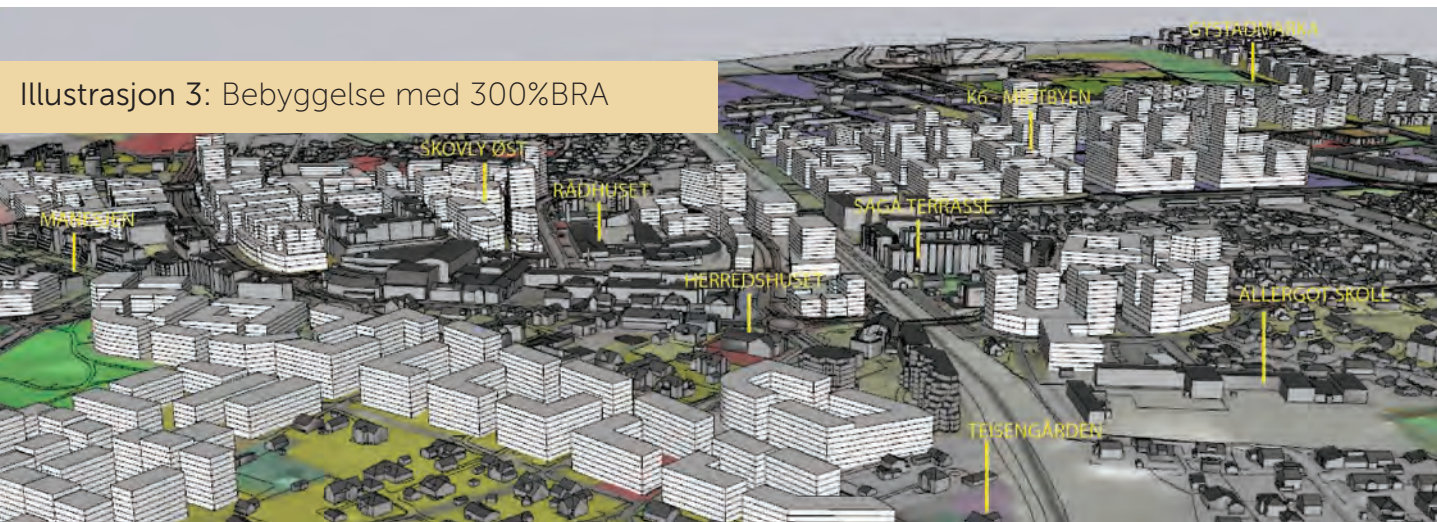 GYSTADMARKA
Illustrasjon 3: Bebyggelse med 300%BRA
K6 - MIDTBYEN
SKOVLY ØST
RÅDHUSET
SAGA TERRASSE
HERREDSHUSET
ALLERGOT SKOLE
TEISENGÅRDEN